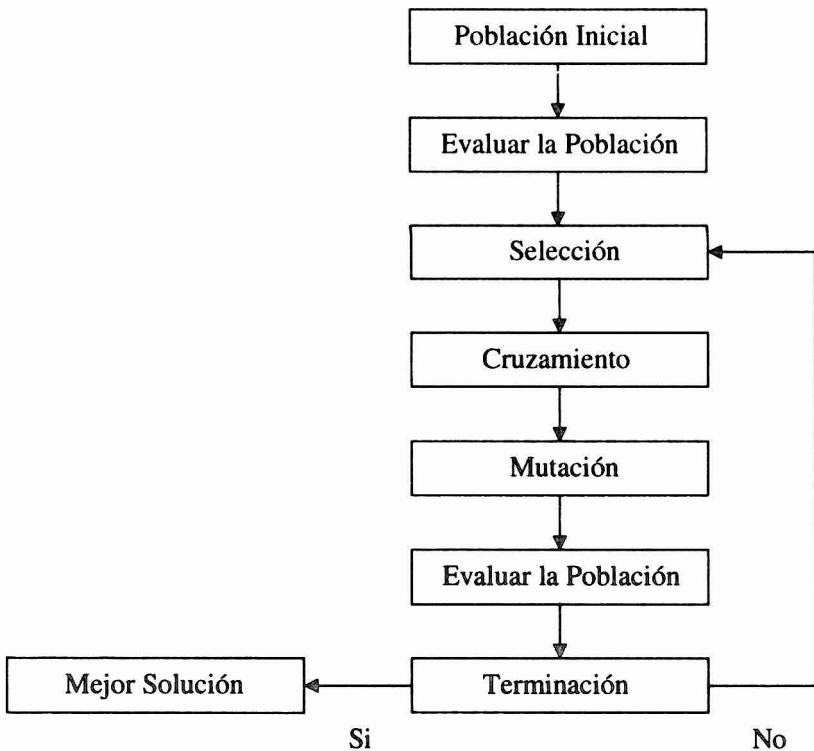 Población Inicial
Evaluar la Población
Selección
Cruzamiento
Mutación
Evaluar la Población
Mejor Solución
Terminación
Si
No